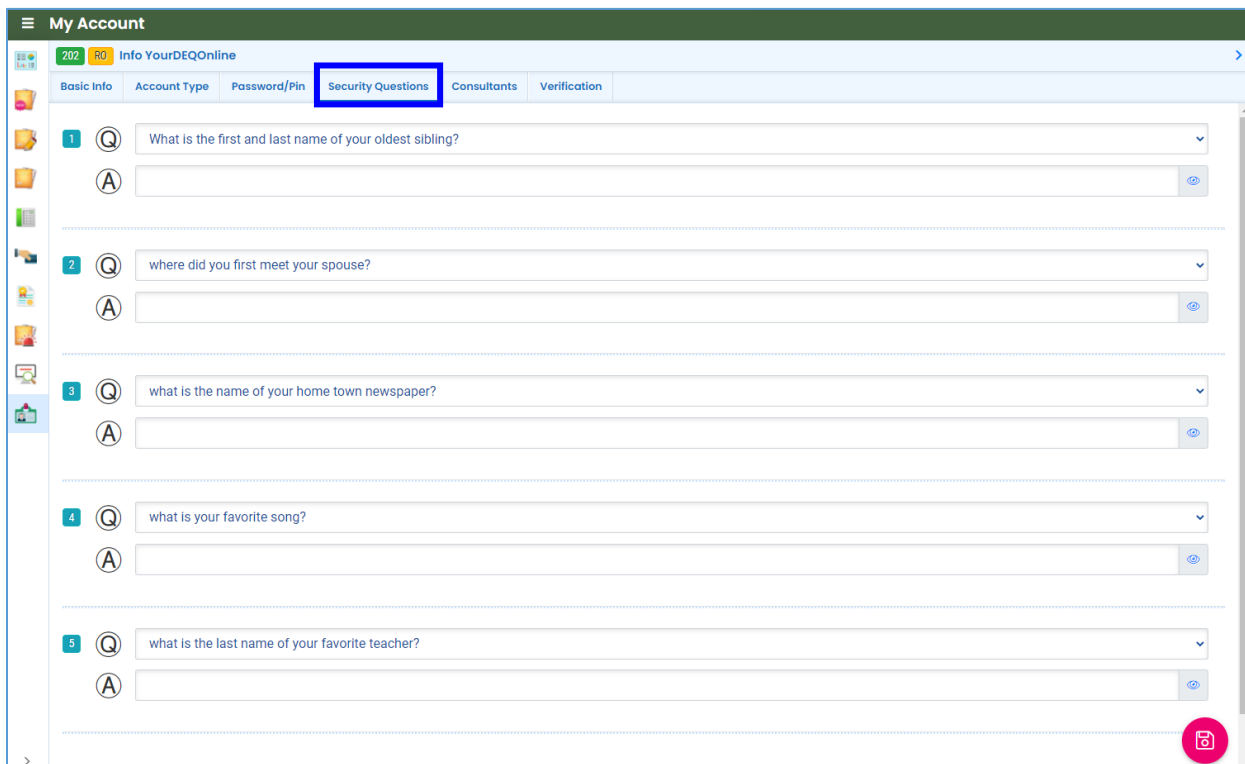 My Account
202 RO Info YourDEQOnline
Basic Info Account Type Password/Pin Security Questions Consultants Verification
1 Q What is the first and last name of your oldest sibling?
A
2 Q where did you first meet your spouse?
A
3 Q what is the name of your home town newspaper?
A
4 Q what is your favorite song?
A
5 Q what is the last name of your favorite teacher?
A